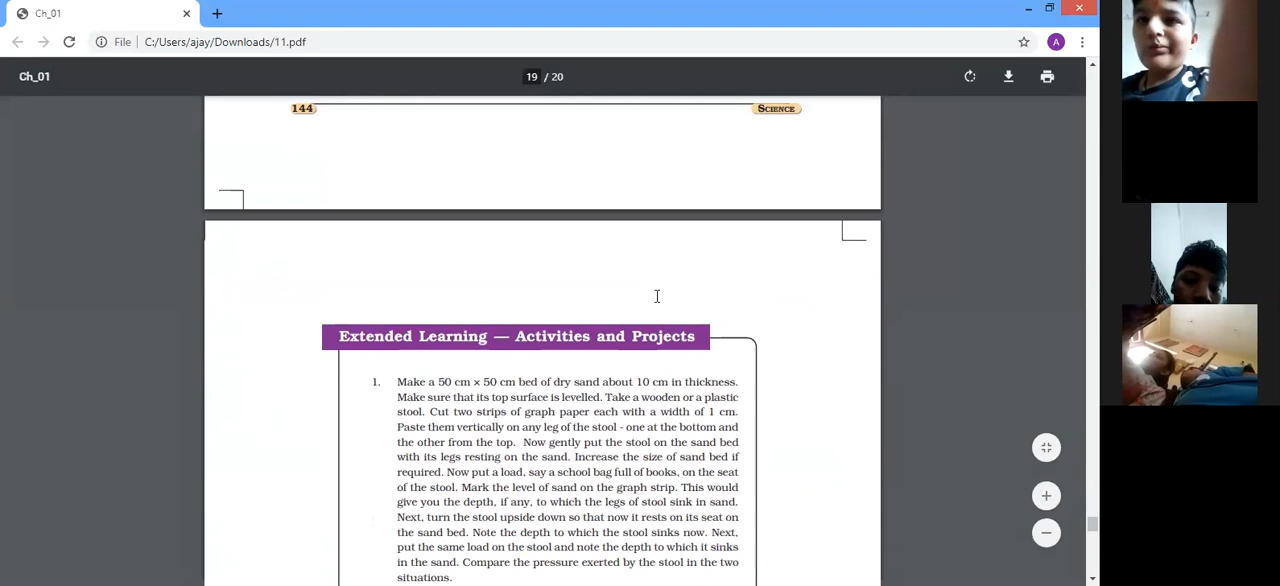 Ch_01
File
C:/Users/ajay/Downloads/11.pdf
A
Ch_01
19 / 20
144
SCIENCE
Extended Learning — Activities and Projects
1. Make a 50 cm × 50 cm bed of dry sand about 10 cm in thickness.
Make sure that its top surface is levelled. Take a wooden or a plastic
stool. Cut two strips of graph paper each with a width of 1 cm.
Paste them vertically on any leg of the stool - one at the bottom and
the other from the top. Now gently put the stool on the sand bed
with its legs resting on the sand. Increase the size of sand bed if
required. Now put a load, say a school bag full of books, on the seat
of the stool. Mark the level of sand on the graph strip. This would
give you the depth, if any, to which the legs of stool sink in sand.
Next, turn the stool upside down so that now it rests on its seat on
the sand bed. Note the depth to which the stool sinks now. Next,
put the same load on the stool and note the depth to which it sinks
in the sand. Compare the pressure exerted by the stool in the two
situations.